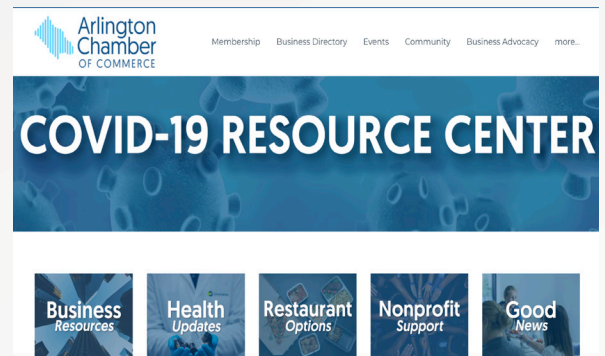 Arlington
Chamber
OF COMMERCE
Membership Business Directory Events Community Business Advocacy more...
COVID-19 RESOURCE CENTER
Business
Resources
Health
Updates
Restaurant
Options
Nonprofit
Support
Good
News